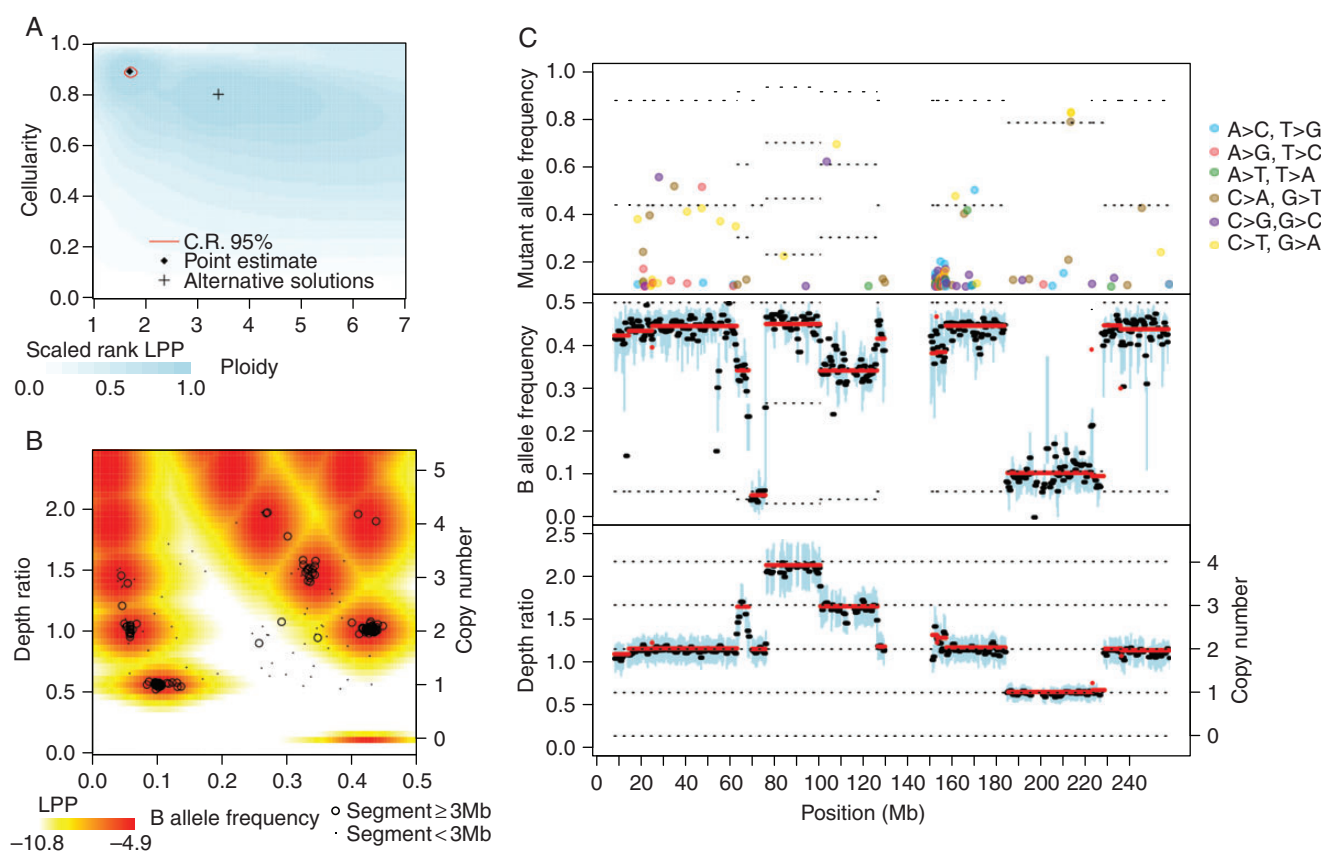 A
Cellularity
1.0
0.8
0.6
0.4
0.2
0.0
C.R. 95%
Point estimate
Alternative solutions
1 2 3 4 5 6 7
Scaled rank LPP
0.0 0.5 1.0
Ploidy
B
Depth ratio
2.0
1.5
1.0
0.5
0.0
5
4
3
2
1
0
Copy number
0.0 0.1 0.2 0.3 0.4 0.5
LPP
−10.8 −4.9
B allele frequency
Segment ≥ 3Mb
Segment < 3Mb
C
Mutant allele frequency
1.0
0.8
0.6
0.4
0.2
A>C, T>G
A>G, T>C
A>T, T>A
C>A, G>T
C>G,G>C
C>T, G>A
B allele frequency
0.5
0.4
0.3
0.2
0.1
0.0
Depth ratio
2.5
2.0
1.5
1.0
0.5
0.0
4
3
2
1
0
Copy number
0 20 40 60 80 100 120 140 160 180 200 220 240
Position (Mb)